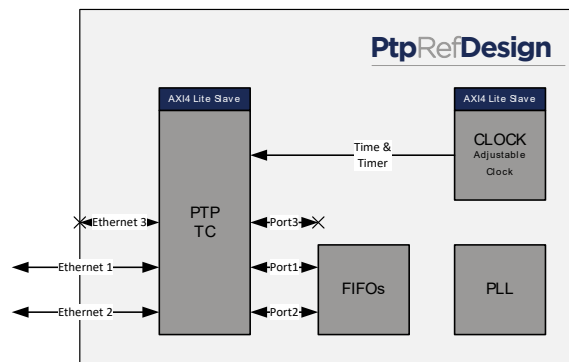 PtpRefDesign
AXI4 Lite Slave
AXI4 Lite Slave
Time &
Timer
CLOCK
Adjustable
Clock
PTP
TC
Ethernet 3
Port3
Ethernet 1
Port1
FIFOs
PLL
Ethernet 2
Port2